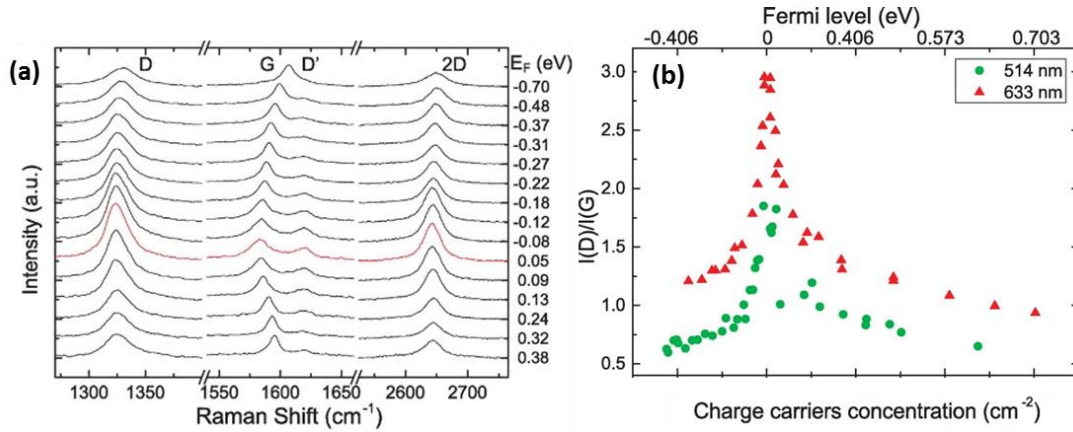 (a)
D G D' 2D E_F (eV)
-0.70
-0.48
-0.37
-0.31
-0.27
-0.22
-0.18
-0.12
-0.08
0.05
0.09
0.13
0.24
0.32
0.38
Intensity (a.u.)
1300 1350 1550 1600 1650 2600 2700
Raman Shift (cm⁻¹)
Fermi level (eV)
-0.406 0 0.406 0.573 0.703
(b)
514 nm
633 nm
3.0
2.5
2.0
1.5
1.0
0.5
I(D)/I(G)
Charge carriers concentration (cm⁻²)